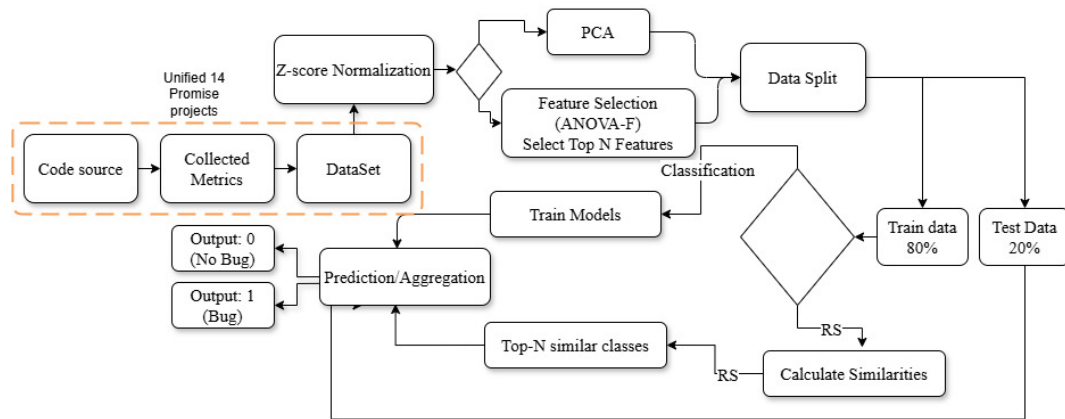 PCA
Z-score Normalization
Data Split
Unified 14
Promise
projects
Feature Selection
(ANOVA-F)
Select Top N Features
Code source
Collected
Metrics
DataSet
Classification
Train Models
Train data
80%
Test Data
20%
Output: 0
(No Bug)
Prediction/Aggregation
Output: 1
(Bug)
RS
Top-N similar classes
RS
Calculate Similarities